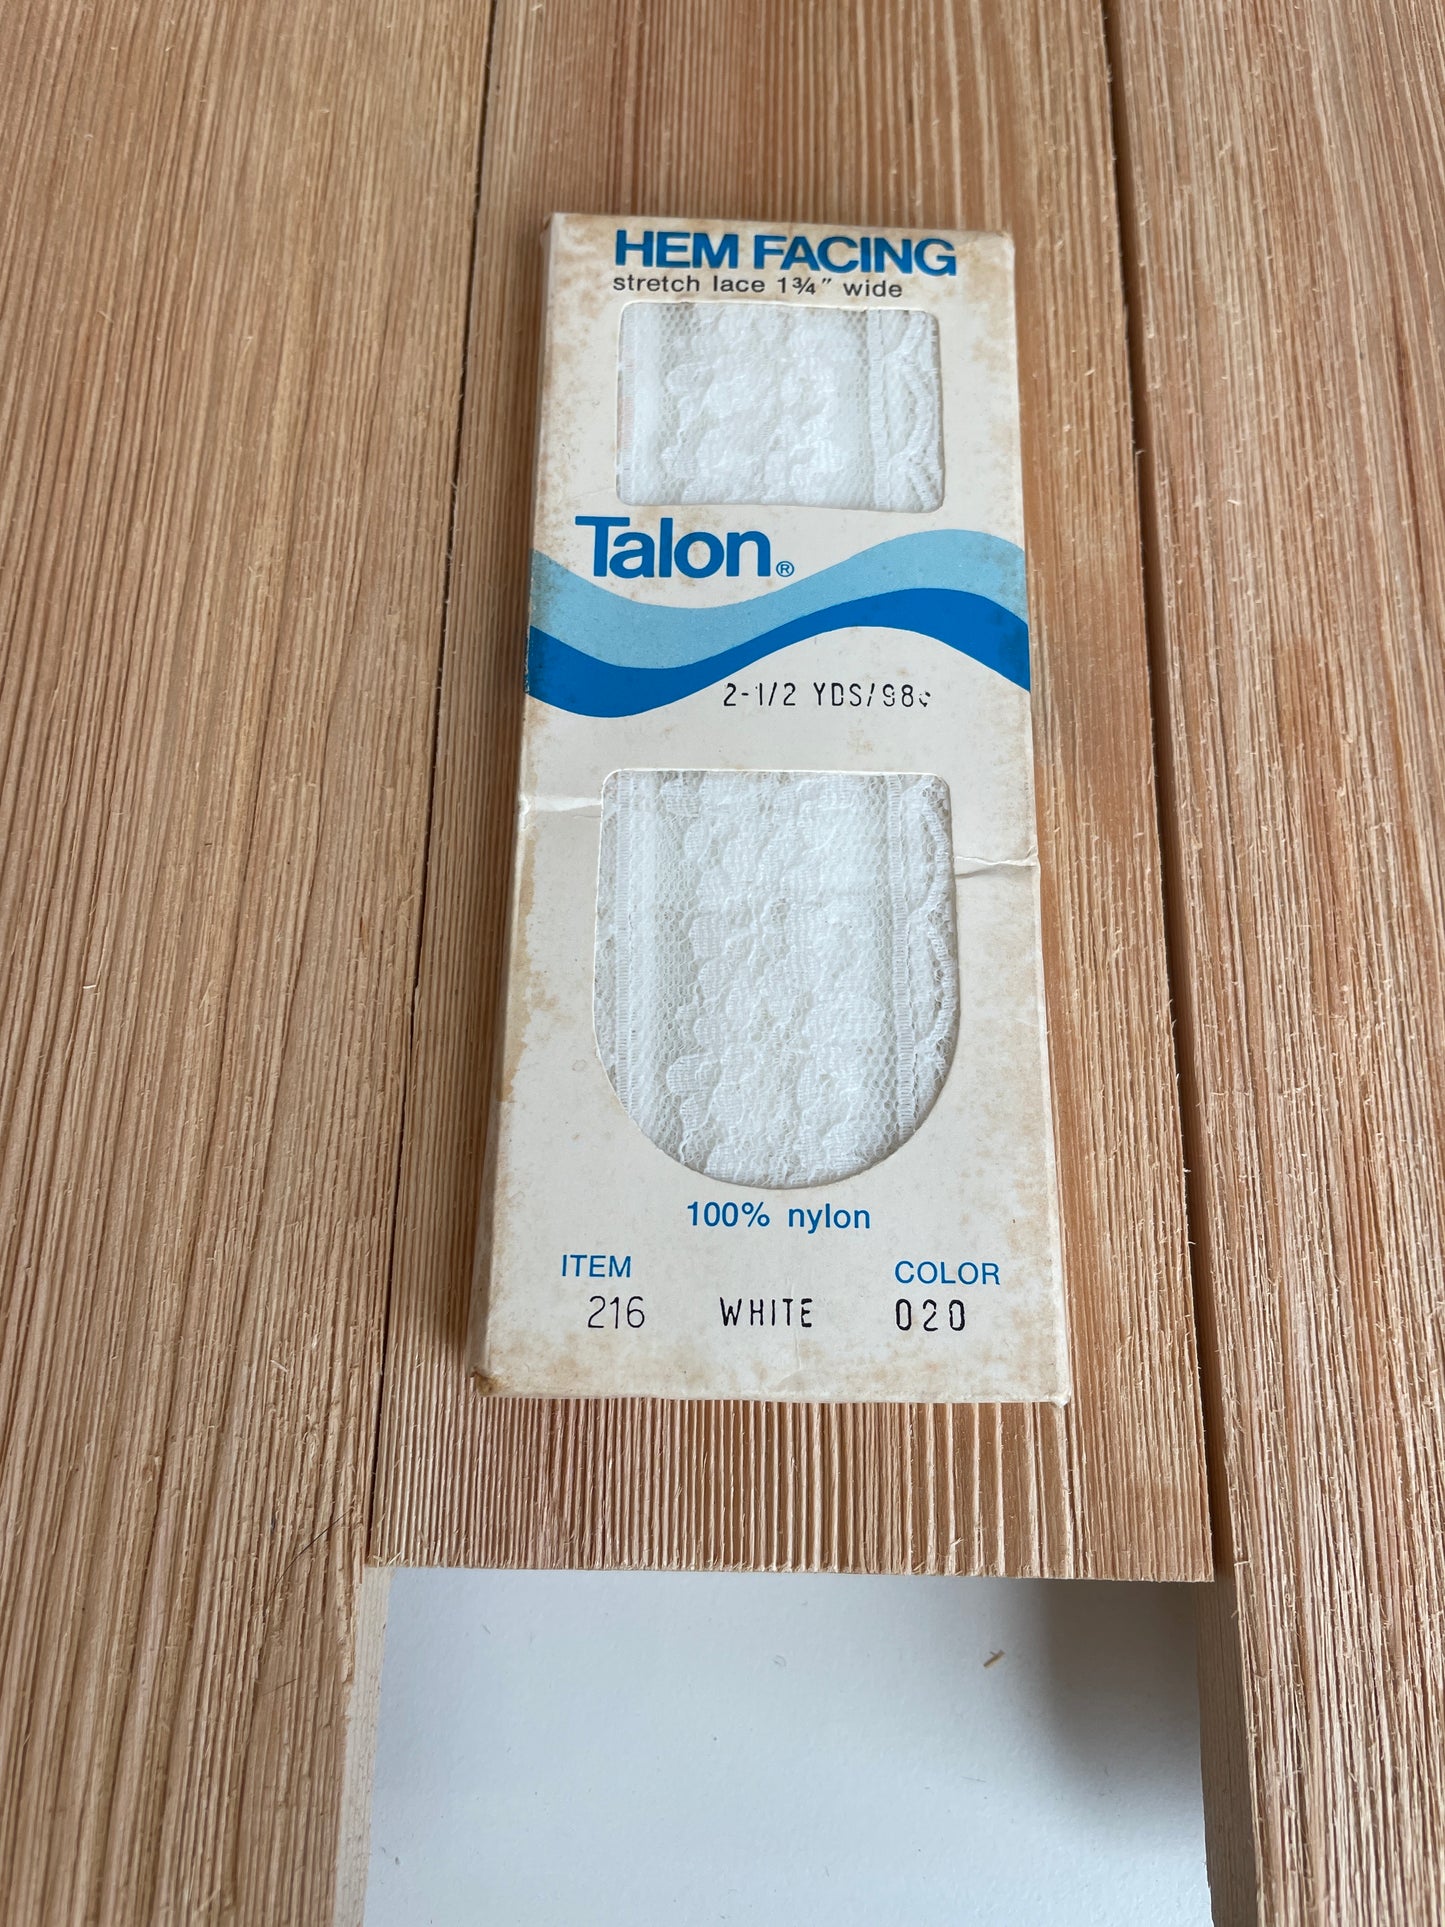 HEM FACING
stretch lace 1¾" wide
Talon®
2-1/2 YDS/98¢
100% nylon
ITEM COLOR
216 WHITE 020